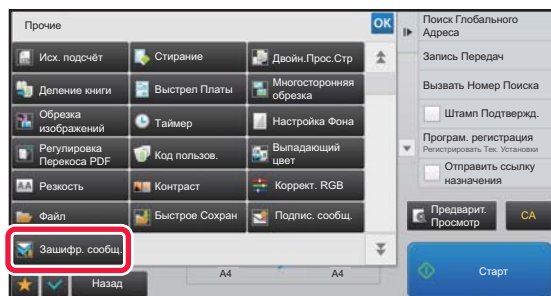 Прочие
OK
Исх. подсчёт
Стирание
Двойн.Прос.Стр
Деление книги
Выстрел Платы
Многосторонняя
обрезка
Обрезка
изображений
Таймер
Настройка Фона
Регулировка
Перекоса PDF
Код пользов.
Выпадающий
цвет
Резкость
Контраст
Коррект. RGB
Файл
Быстрое Сохран
Подпис. сообщ.
Зашифр. сообщ.
Назад
A4
A4
Поиск Глобального
Адреса
Запись Передач
Вызвать Номер Поиска
Штамп Подтвержд.
Програм. регистрация
Регистрировать Тек. Установки
Отправить ссылку
назначения
Предварит.
Просмотр
CA
Старт